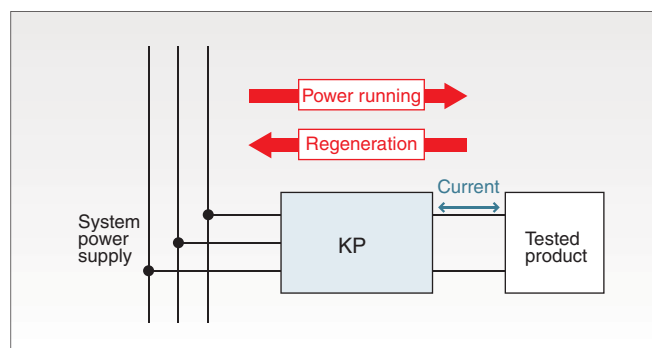 Power running
Regeneration
Current
System
power
supply
KP
Tested
product